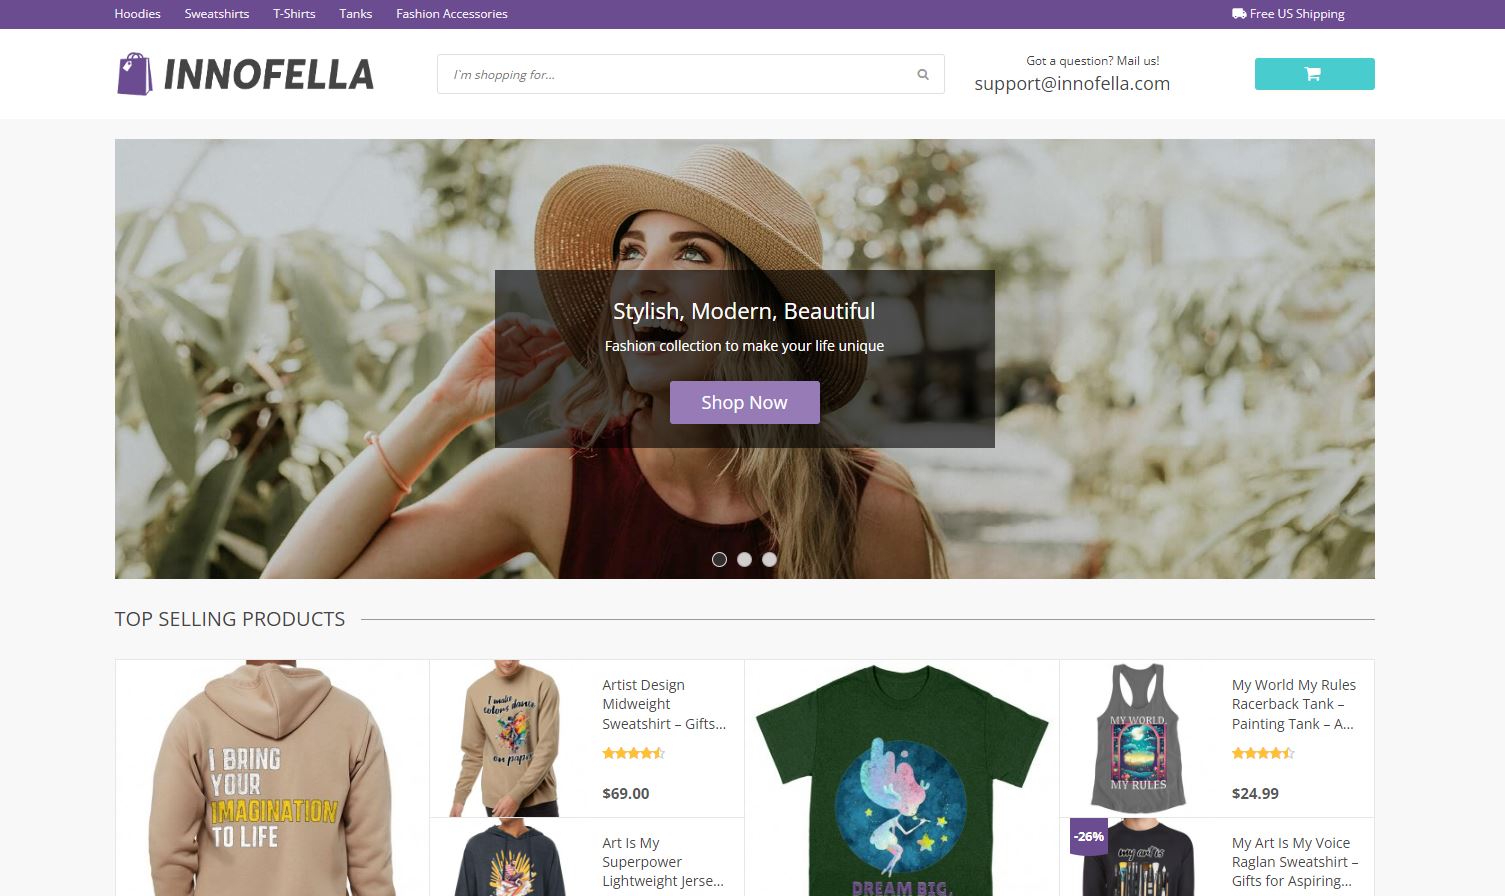 Hoodies Sweatshirts T-Shirts Tanks Fashion Accessories Free US Shipping
INNOFELLA
I'm shopping for...
Got a question? Mail us!
support@innofella.com
Stylish, Modern, Beautiful
Fashion collection to make your life unique
Shop Now
TOP SELLING PRODUCTS
I BRING
YOUR
IMAGINATION
TO LIFE
I make
colors dance
on paper
Artist Design
Midweight
Sweatshirt – Gifts...
$69.00
Art Is My
Superpower
Lightweight Jerse...
DREAM BIG,
MY WORLD,
MY RULES
My World My Rules
Racerback Tank –
Painting Tank – A...
$24.99
-26%
my art is
My Art Is My Voice
Raglan Sweatshirt –
Gifts for Aspiring...